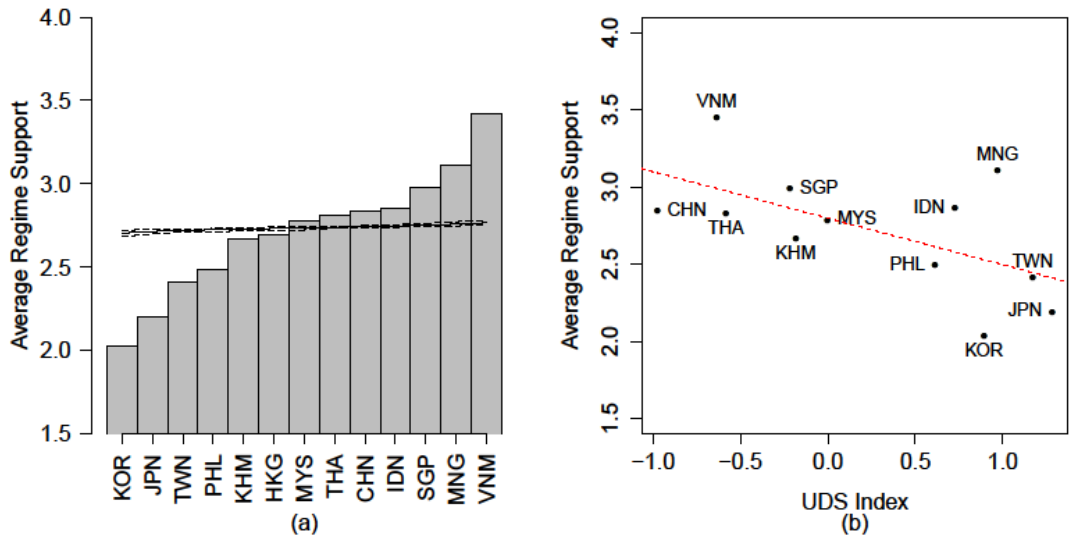 Average Regime Support
4.0
3.5
3.0
2.5
2.0
1.5
KOR
JPN
TWN
PHL
KHM
HKG
MYS
THA
CHN
IDN
SGP
MNG
VNM
(a)
Average Regime Support
4.0
3.5
3.0
2.5
2.0
1.5
VNM
MNG
SGP
CHN
THA
MYS
IDN
KHM
PHL
TWN
JPN
KOR
−1.0
−0.5
0.0
0.5
1.0
UDS Index
(b)